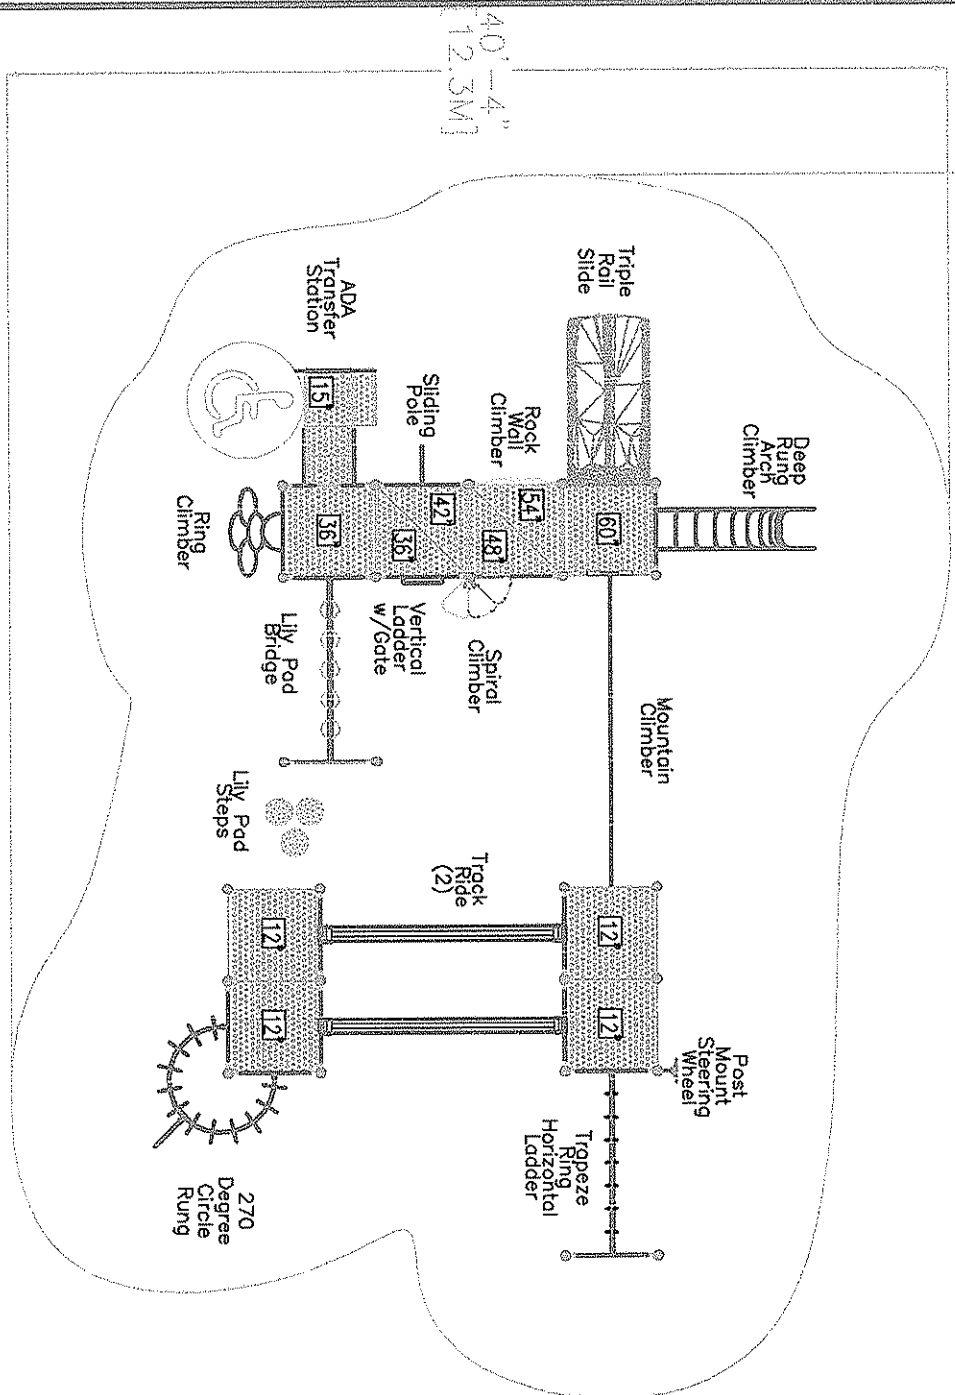 40'-4"
[12.3M]
Deep
Rung
Arch
Climber
Triple
Rail
Slide
Rock
Wall
Climber
Sliding
Pole
ADA
Transfer
Station
15"
Ring
Climber
36"
36"
42"
48"
54"
60"
Vertical
Ladder
w/Gate
Spiral
Climber
Lily Pad
Bridge
Mountain
Climber
Lily Pad
Steps
Track
Ride
(2)
12"
12"
12"
12"
Post
Mount
Steering
Wheel
Trapeze
Ring
Horizontal
Ladder
270
Degree
Circle
Rung